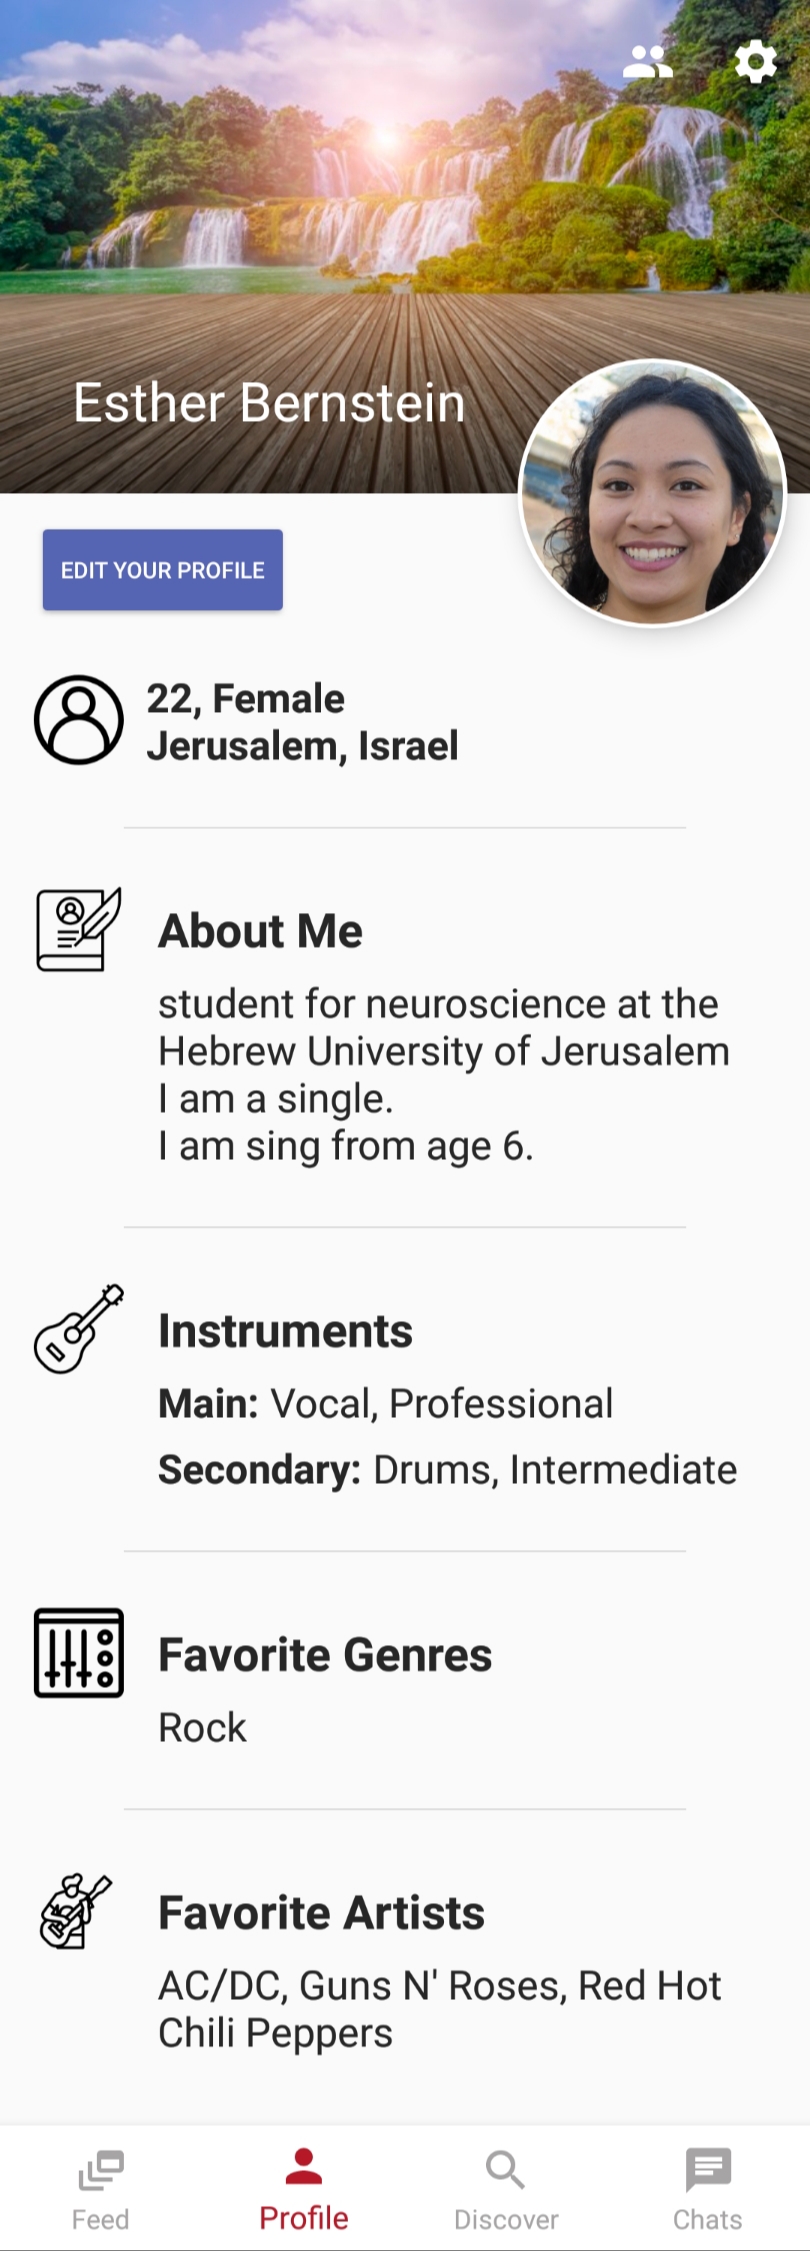 Esther Bernstein
EDIT YOUR PROFILE
22, Female
Jerusalem, Israel
About Me
student for neuroscience at the
Hebrew University of Jerusalem
I am a single.
I am sing from age 6.
Instruments
Main: Vocal, Professional
Secondary: Drums, Intermediate
Favorite Genres
Rock
Favorite Artists
AC/DC, Guns N' Roses, Red Hot
Chili Peppers
Feed
Profile
Discover
Chats